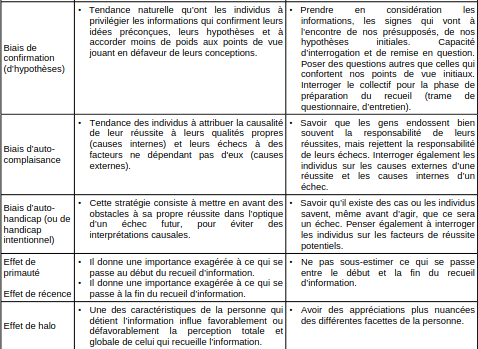 Biais de
confirmation
(d'hypothèses)
• Tendance naturelle qu'ont les individus à
privilégier les informations qui confirment leurs
idées préconçues, leurs hypothèses et à
accorder moins de poids aux points de vue
jouant en défaveur de leurs conceptions.
• Prendre en considération les
informations, les signes qui vont à
l'encontre de nos présupposés, de nos
hypothèses initiales. Capacité
d'interrogation et de remise en question.
Poser des questions autres que celles qui
confortent nos points de vue initiaux.
Interroger le collectif pour la phase de
préparation du recueil (trame de
questionnaire, d'entretien).
Biais d'auto-
complaisance
• Tendance des individus à attribuer la causalité
de leur réussite à leurs qualités propres
(causes internes) et leurs échecs à des
facteurs ne dépendant pas d'eux (causes
externes).
• Savoir que les gens endossent bien
souvent la responsabilité de leurs
réussites, mais rejettent la responsabilité
de leurs échecs. Interroger également les
individus sur les causes externes d'une
réussite et les causes internes d'un
échec.
Biais d'auto-
handicap (ou de
handicap
intentionnel)
• Cette stratégie consiste à mettre en avant des
obstacles à sa propre réussite dans l'optique
d'un échec futur, pour éviter des
interprétations causales.
• Savoir qu'il existe des cas ou les individus
savent, même avant d'agir, que ce sera
un échec. Penser également à interroger
les individus sur les facteurs de réussite
potentiels.
Effet de
primauté
Effet de récence
• Il donne une importance exagérée à ce qui se
passe au début du recueil d'information.
• Il donne une importance exagérée à ce qui se
passe à la fin du recueil d'information.
• Ne pas sous-estimer ce qui se passe
entre le début et la fin du recueil
d'information.
Effet de halo
• Une des caractéristiques de la personne qui
détient l'information influe favorablement ou
défavorablement la perception totale et
globale de celui qui recueille l'information.
• Avoir des appréciations plus nuancées
des différentes facettes de la personne.